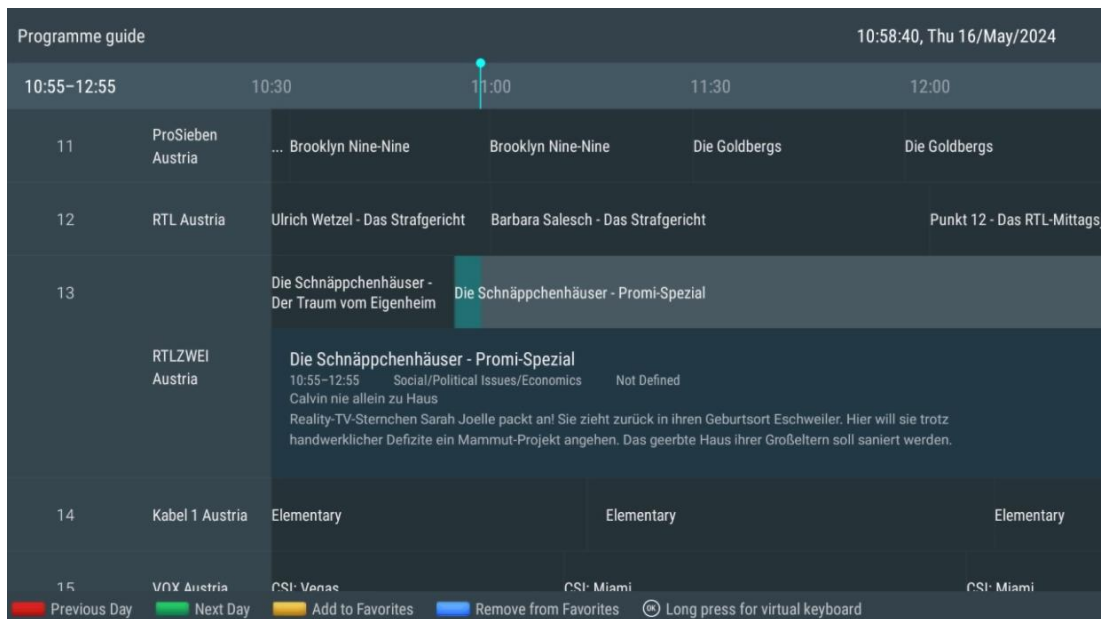 Programme guide
10:58:40, Thu 16/May/2024
10:55–12:55
10:30
11:00
11:30
12:00
11
ProSieben
Austria
... Brooklyn Nine-Nine
Brooklyn Nine-Nine
Die Goldbergs
Die Goldbergs
12
RTL Austria
Ulrich Wetzel - Das Strafgericht
Barbara Salesch - Das Strafgericht
Punkt 12 - Das RTL-Mittags
13
Die Schnäppchenhäuser -
Der Traum vom Eigenheim
Die Schnäppchenhäuser - Promi-Spezial
RTLZWEI
Austria
Die Schnäppchenhäuser - Promi-Spezial
10:55–12:55 Social/Political Issues/Economics Not Defined
Calvin nie allein zu Haus
Reality-TV-Sternchen Sarah Joelle packt an! Sie zieht zurück in ihren Geburtsort Eschweiler. Hier will sie trotz
handwerklicher Defizite ein Mammut-Projekt angehen. Das geerbte Haus ihrer Großeltern soll saniert werden.
14
Kabel 1 Austria
Elementary
Elementary
Elementary
15
VOX Austria
CSI: Vegas
CSI: Miami
CSI: Miami
Previous Day
Next Day
Add to Favorites
Remove from Favorites
OK Long press for virtual keyboard